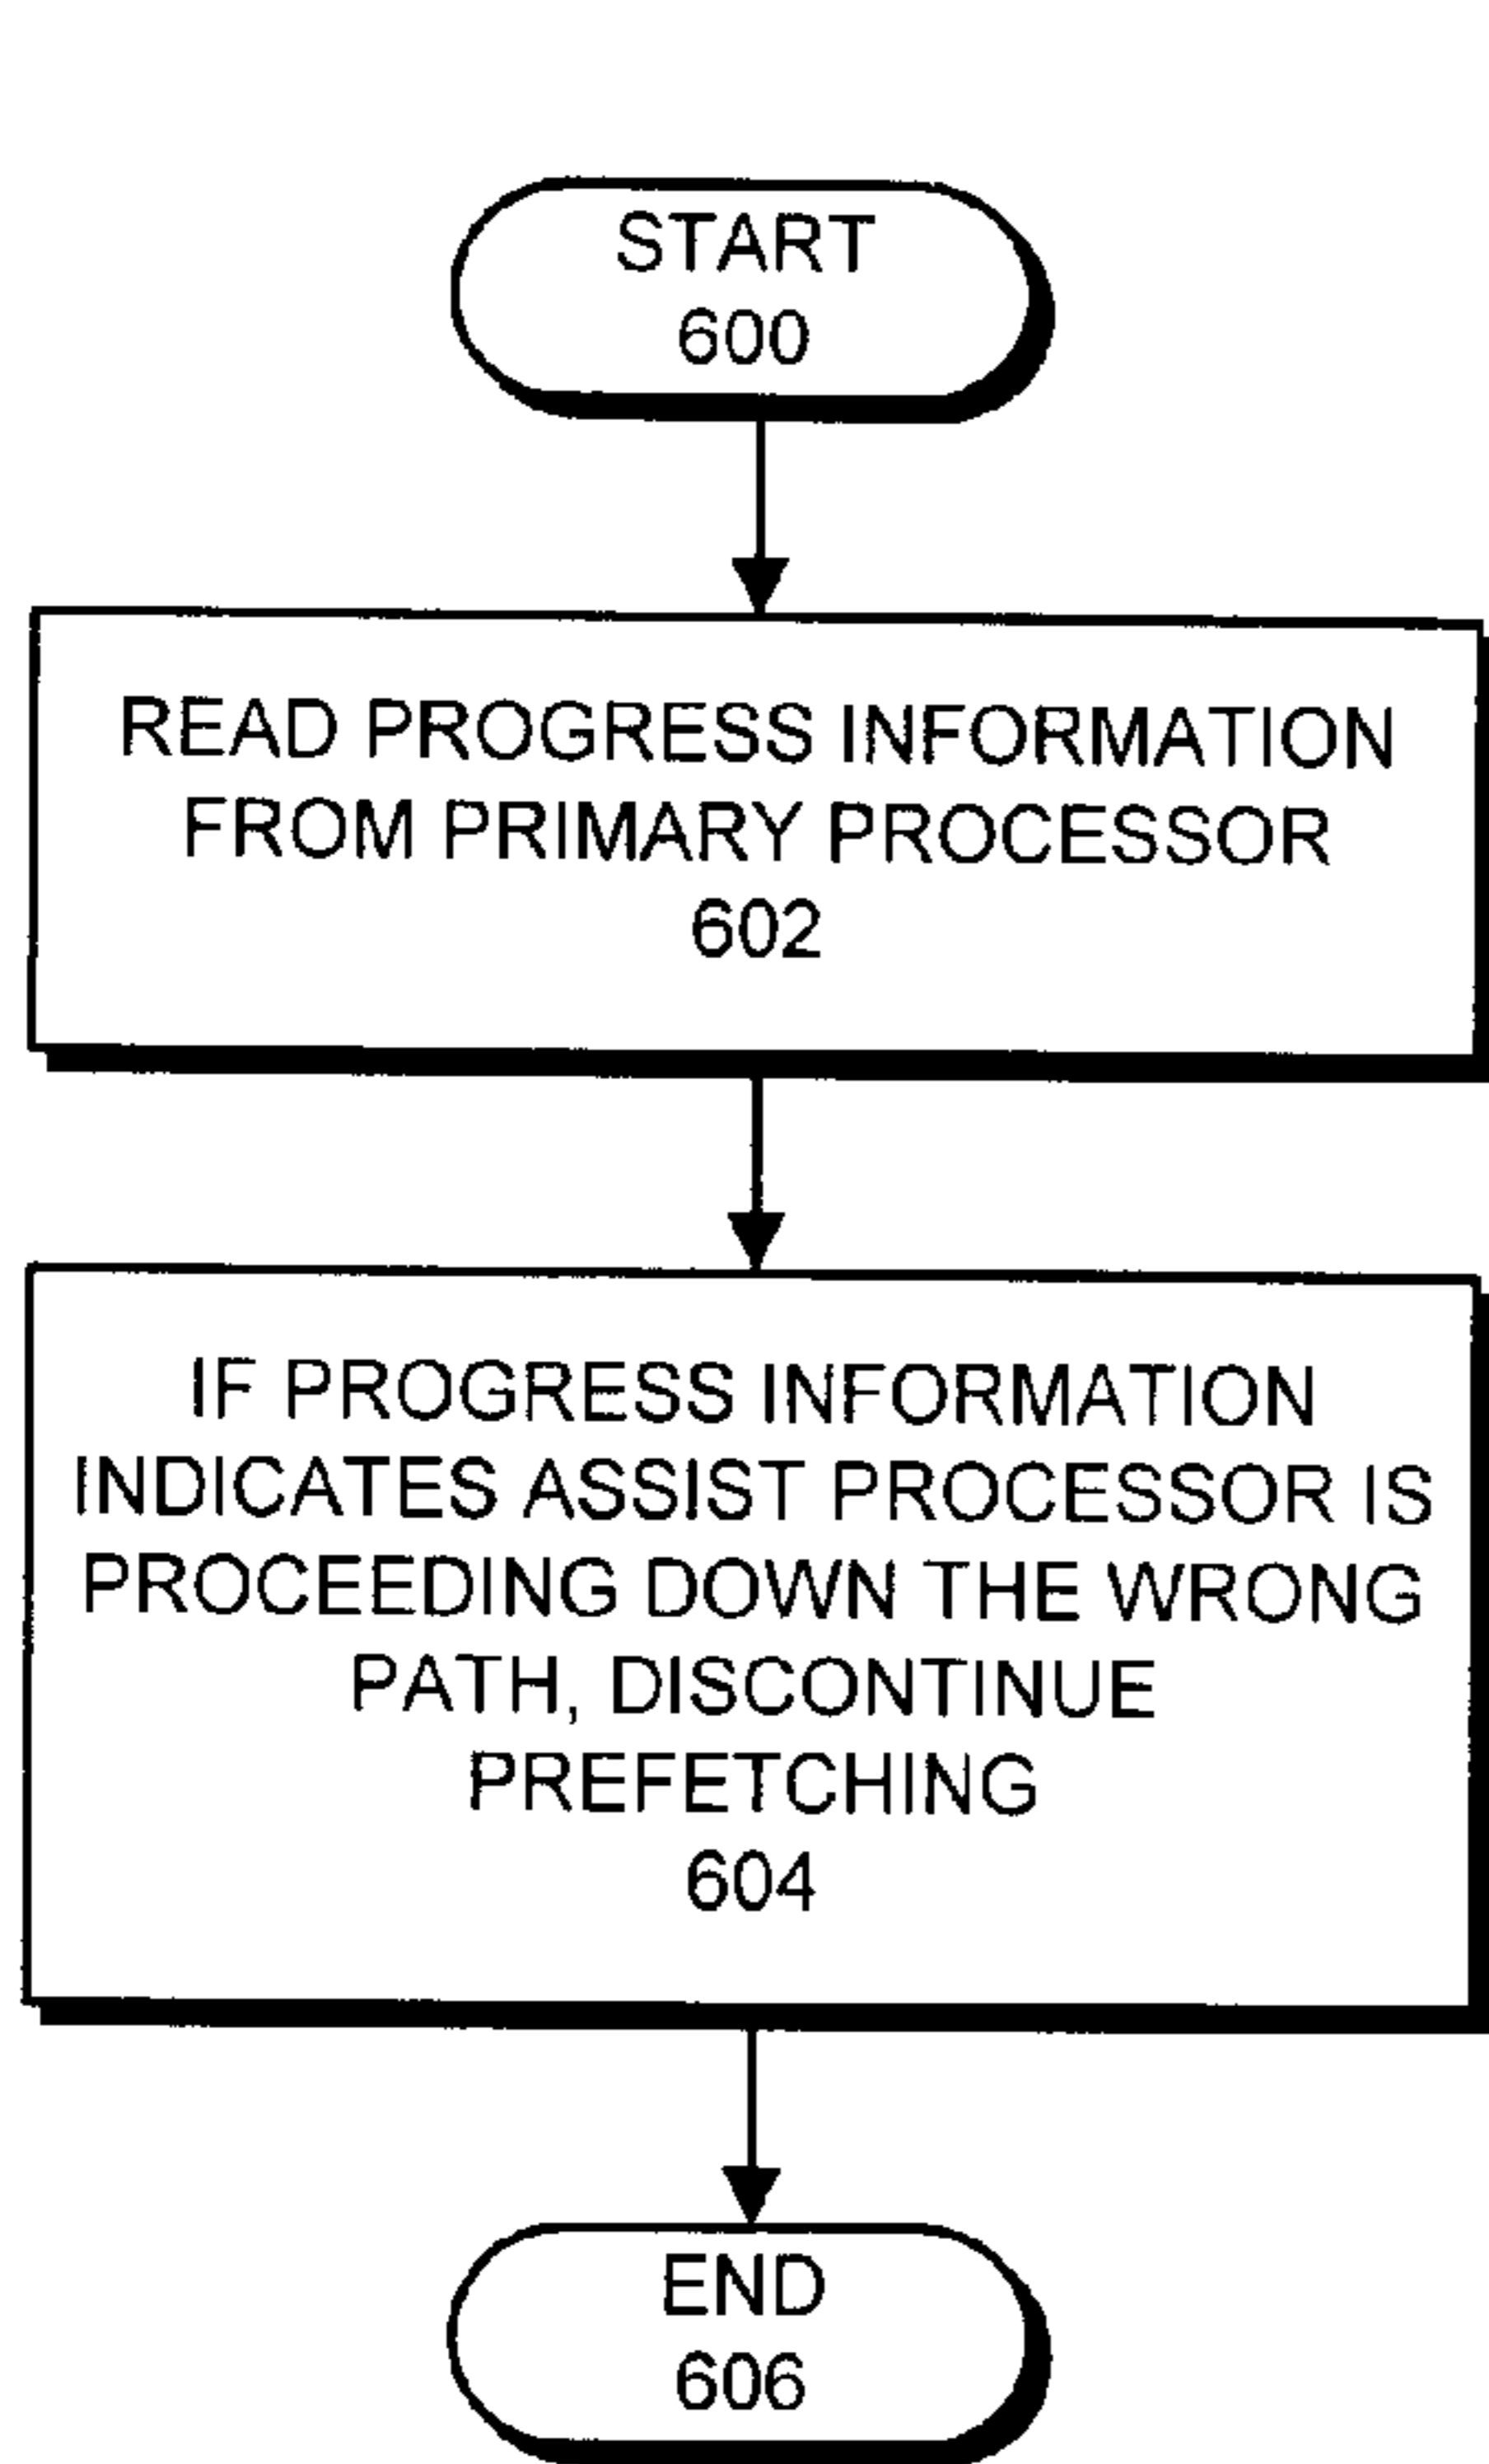 START
600
READ PROGRESS INFORMATION
FROM PRIMARY PROCESSOR
602
IF PROGRESS INFORMATION
INDICATES ASSIST PROCESSOR IS
PROCEEDING DOWN THE WRONG
PATH, DISCONTINUE
PREFETCHING
604
END
606